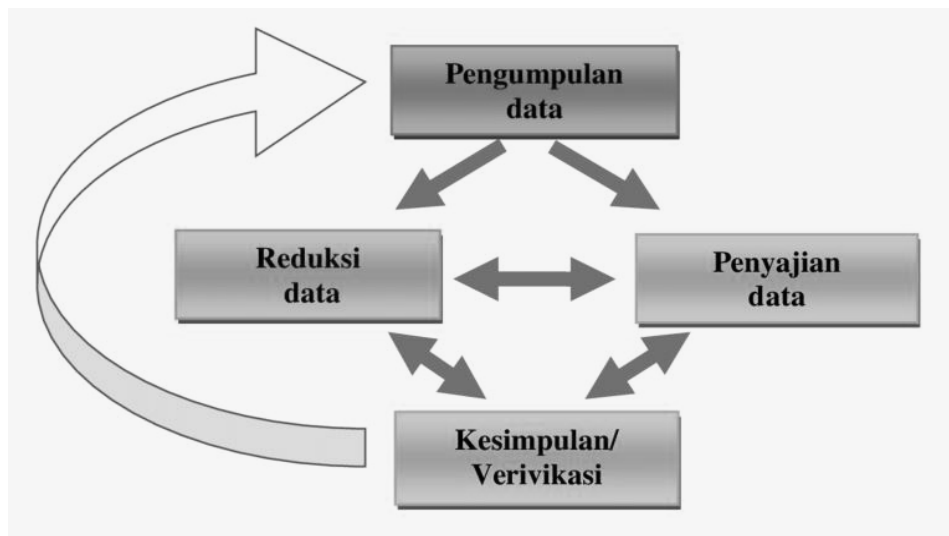 Pengumpulan
data
Reduksi
data
Penyajian
data
Kesimpulan/
Verivikasi